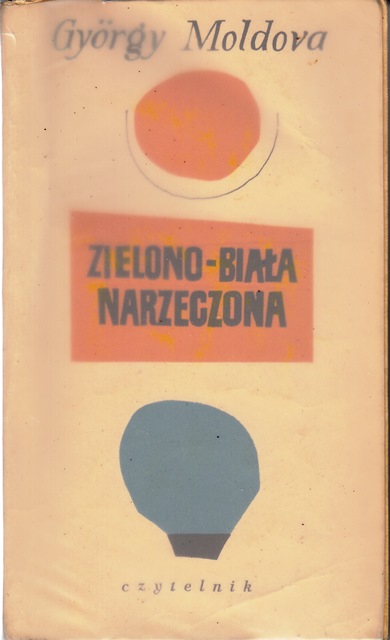 György Moldova
ZIELONO-BIAŁA
NARZECZONA
czytelnik